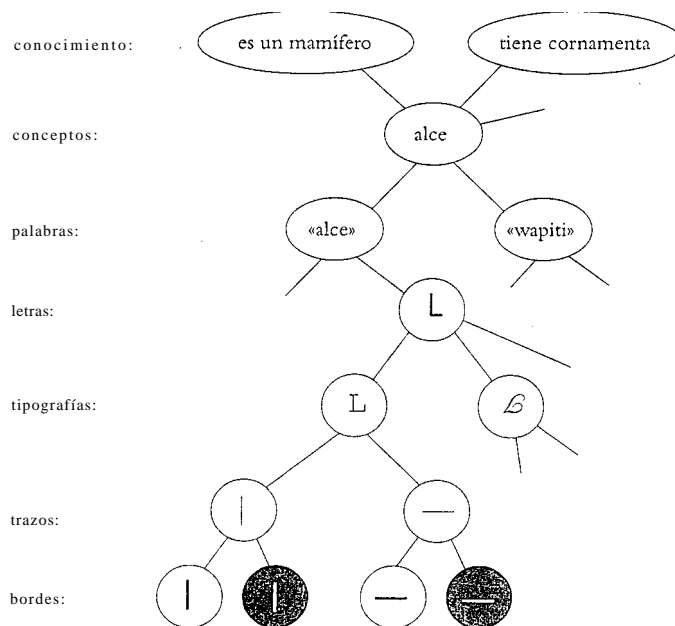 conocimiento: es un mamífero tiene cornamenta
conceptos: alce
palabras: «alce» «wapiti»
letras: L
tipografías: L ℒ
trazos: | —
bordes: | | — —